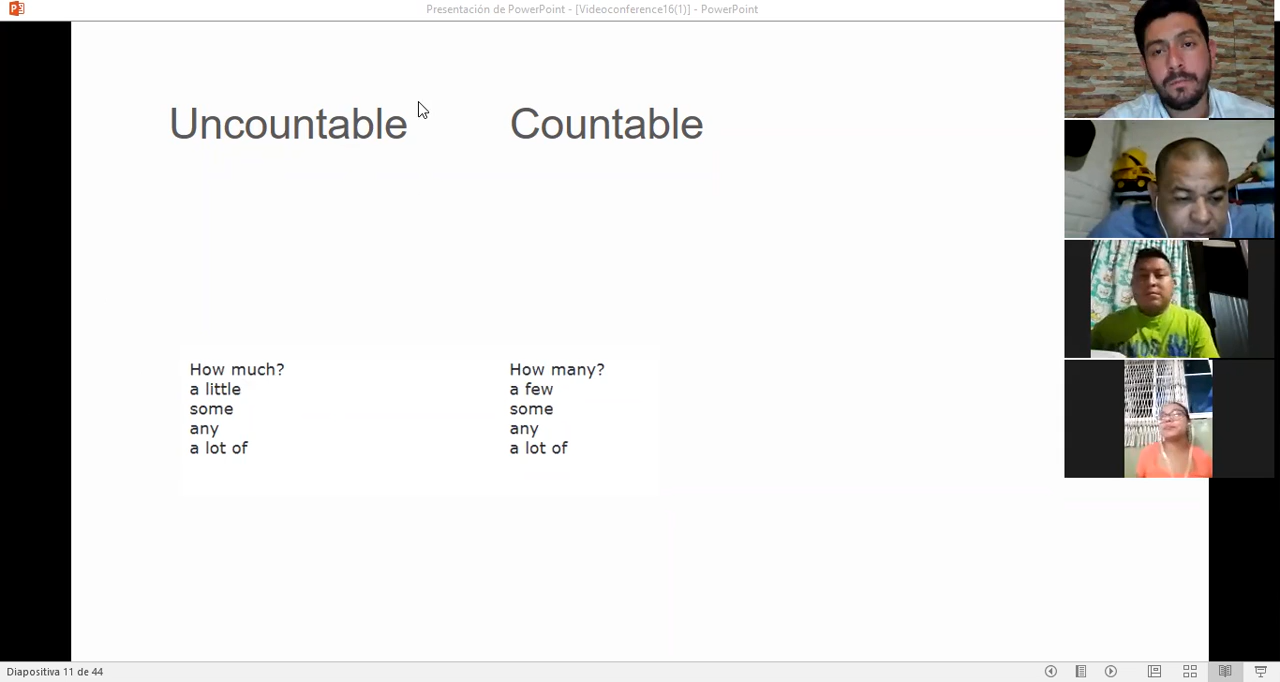 Presentación de PowerPoint - [Videoconference16(1)] - PowerPoint
Uncountable
Countable
How much?
a little
some
any
a lot of
How many?
a few
some
any
a lot of
Diapositiva 11 de 44